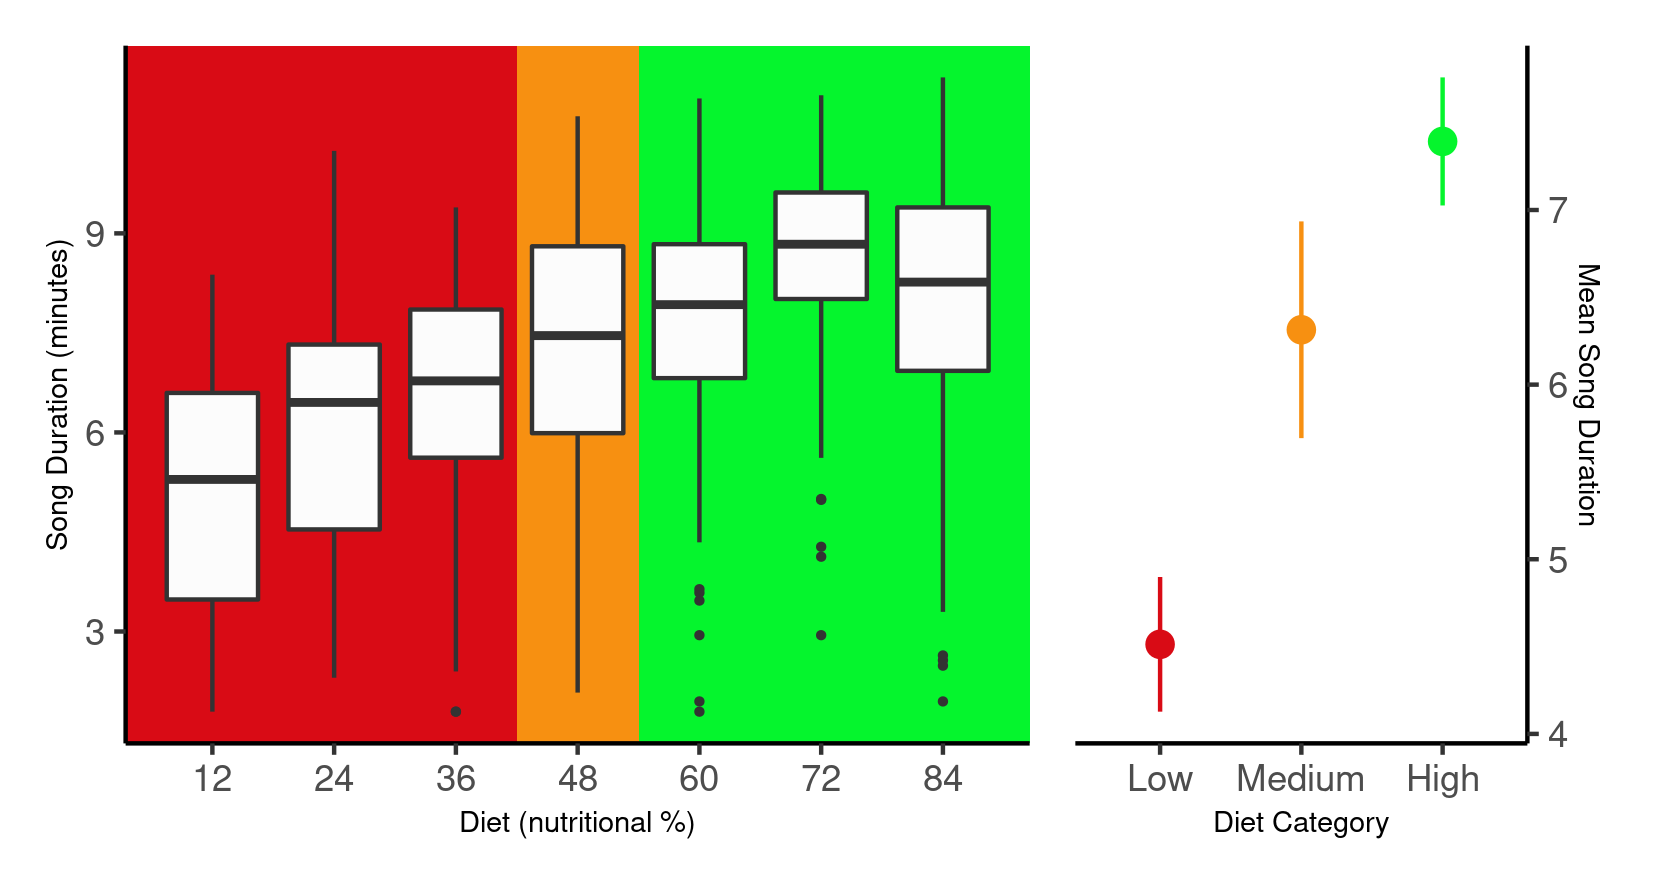 Song Duration (minutes)
9
6
3
12 24 36 48 60 72 84
Diet (nutritional %)
7
6
5
4
Mean Song Duration
Low Medium High
Diet Category